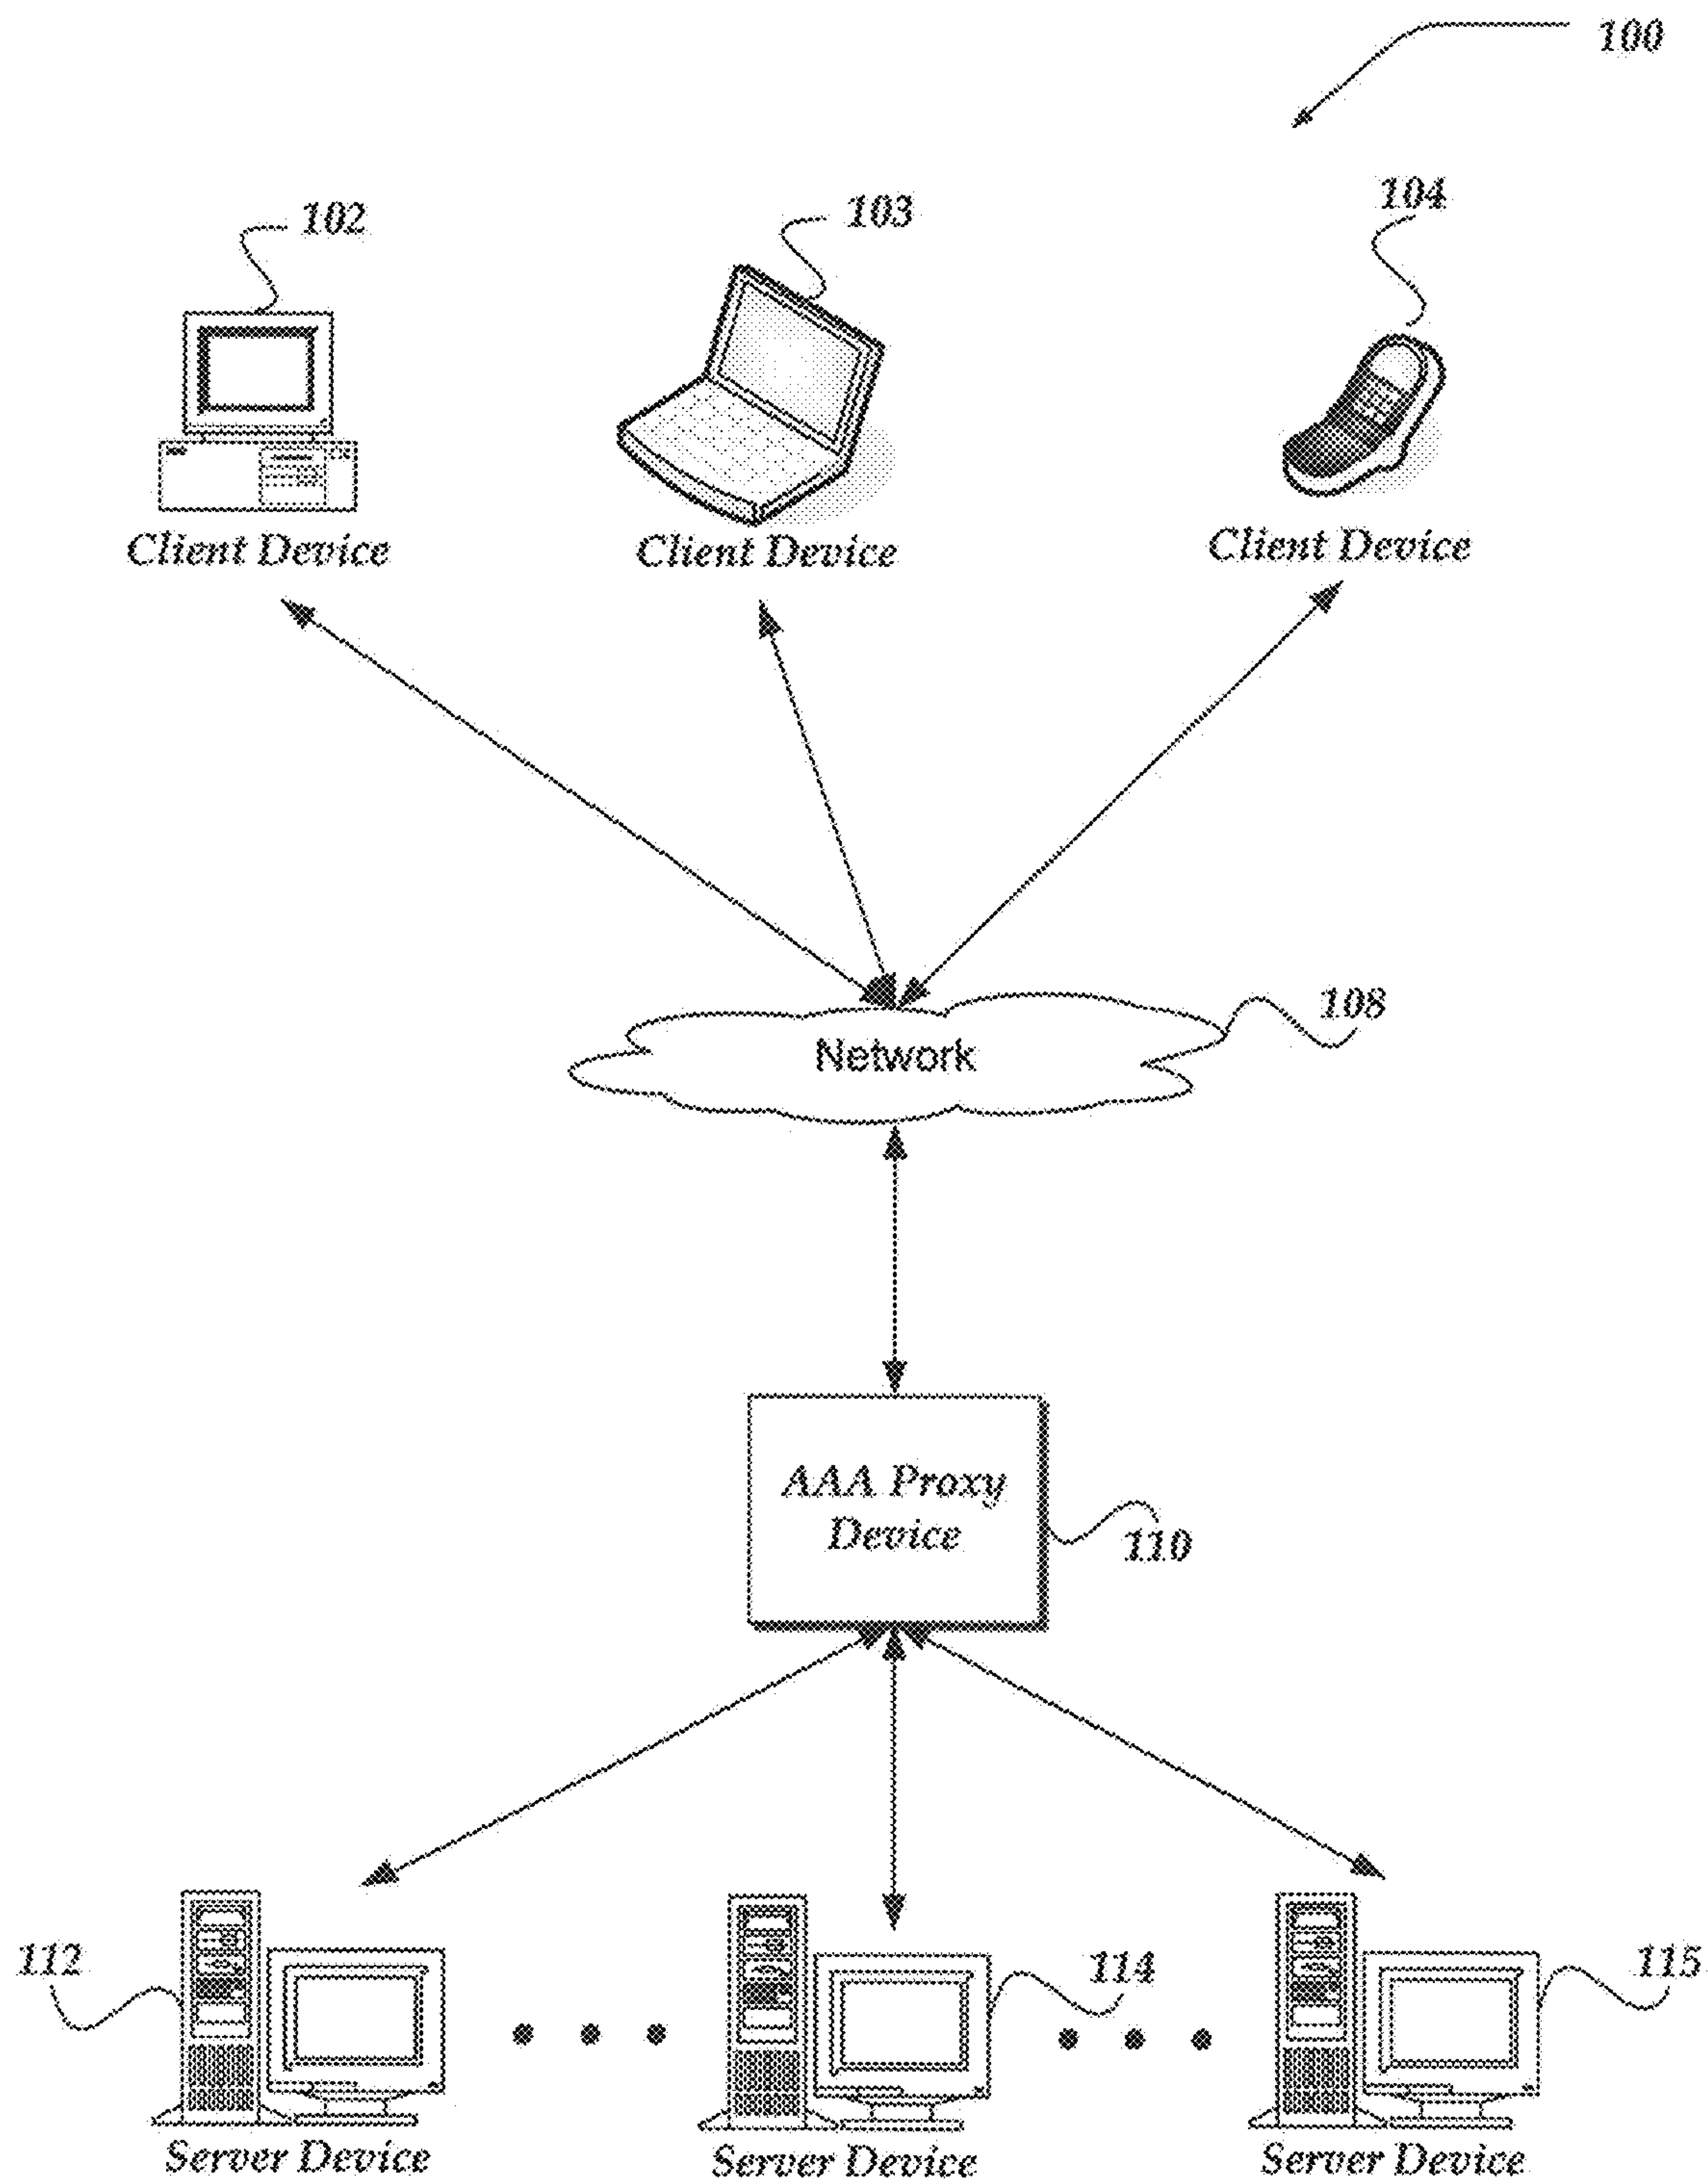 100
102
103
104
Client Device
Client Device
Client Device
108
Network
AAA Proxy
Device
110
112
114
115
Server Device
Server Device
Server Device